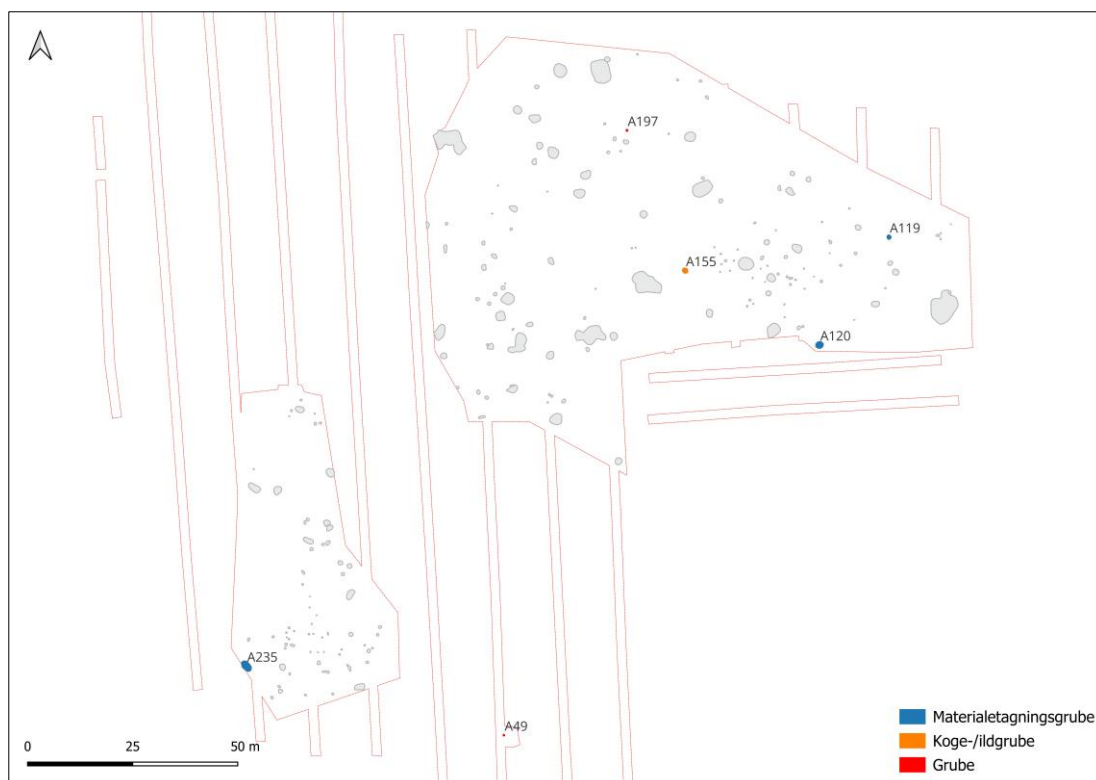 A197
A119
A155
A120
A235
A49
Materialetagningsgrube
Koge-/ildgrube
Grube
0 25 50 m